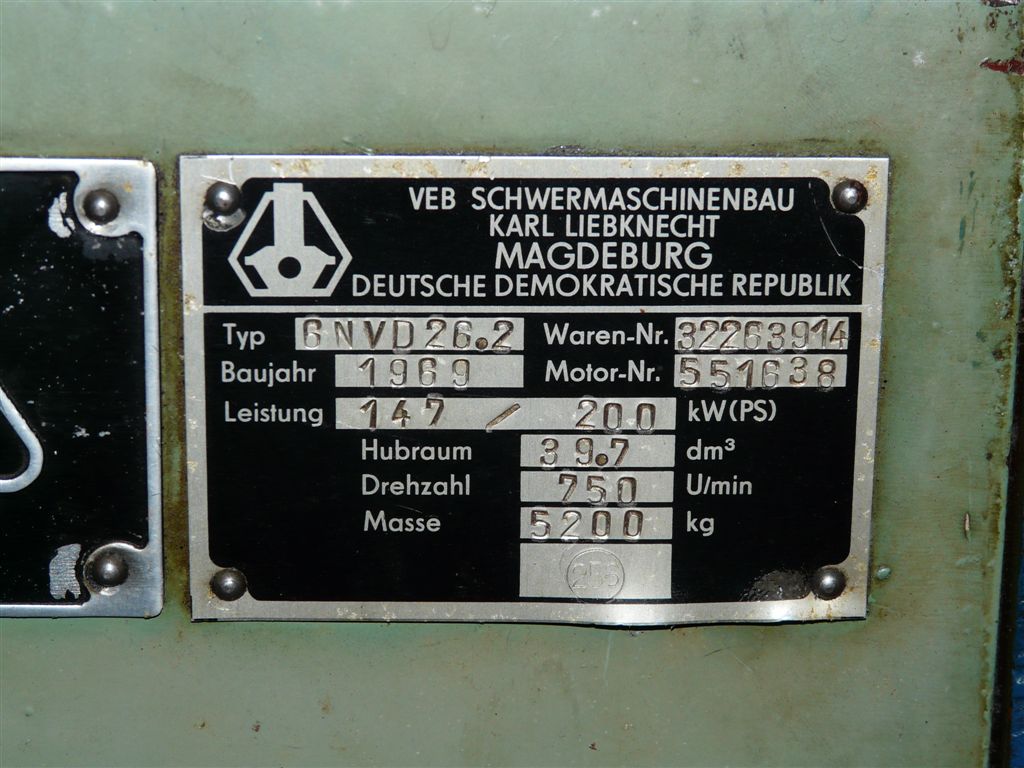 VEB SCHWERMASCHINENBAU
KARL LIEBKNECHT
MAGDEBURG
DEUTSCHE DEMOKRATISCHE REPUBLIK
Typ 6NVD26.2 Waren-Nr. 32263914
Baujahr 1969 Motor-Nr. 551638
Leistung 147 / 200 kW(PS)
Hubraum 39.7 dm³
Drehzahl 750 U/min
Masse 5200 kg